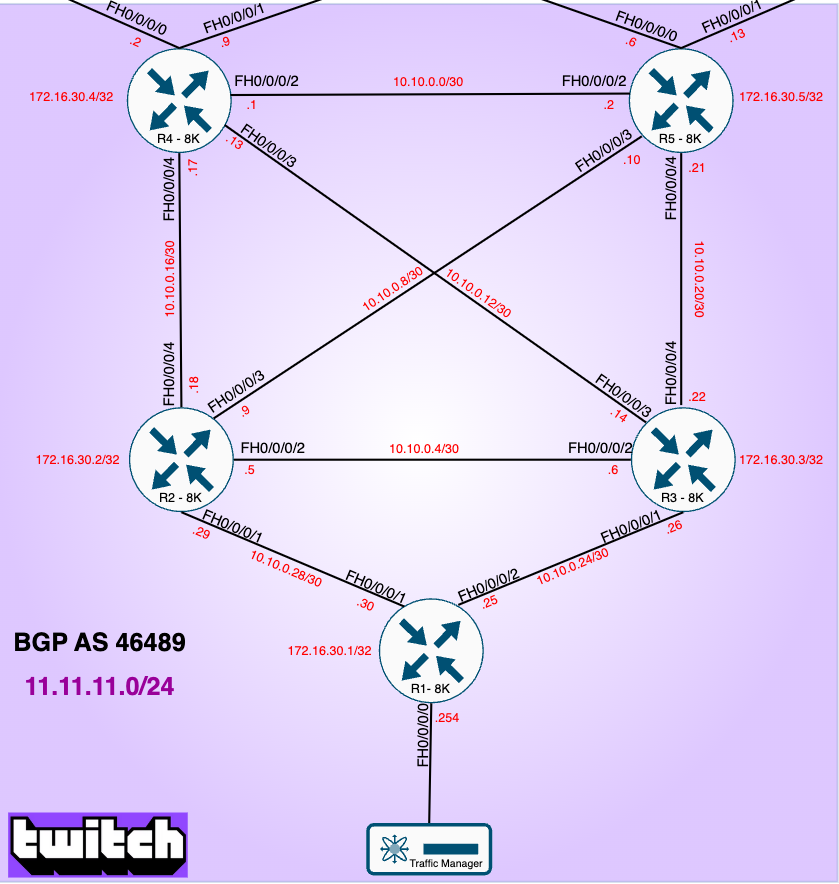 FH0/0/0/0
FH0/0/0/1
.2
.9
FH0/0/0/0
FH0/0/0/1
.6
.13
172.16.30.4/32
R4 - 8K
FH0/0/0/2
.1
10.10.0.0/30
FH0/0/0/2
.2
172.16.30.5/32
R5 - 8K
.13
FH0/0/0/3
FH0/0/0/3
.10
FH0/0/0/4
.17
FH0/0/0/4
.21
10.10.0.16/30
10.10.0.8/30
10.10.0.12/30
10.10.0.20/30
FH0/0/0/4
.18
FH0/0/0/3
.9
FH0/0/0/3
.14
FH0/0/0/4
.22
172.16.30.2/32
R2 - 8K
FH0/0/0/2
.5
10.10.0.4/30
FH0/0/0/2
.6
172.16.30.3/32
R3 - 8K
FH0/0/0/1
.29
10.10.0.28/30
FH0/0/0/1
.30
FH0/0/0/1
.26
10.10.0.24/30
FH0/0/0/2
.25
BGP AS 46489
11.11.11.0/24
172.16.30.1/32
R1- 8K
FH0/0/0/0
.254
Traffic Manager
twitch